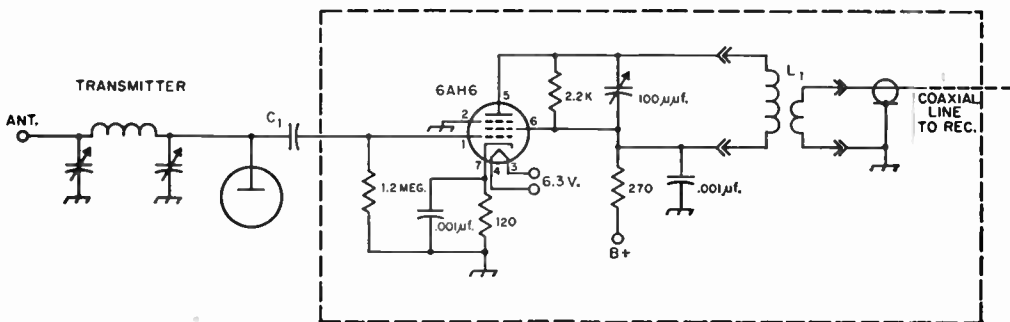 TRANSMITTER
ANT.
C1
6AH6
5
2
1
6
7
4
3
6.3 V.
1.2 MEG.
.001µf.
120
2.2K
100µµf.
270
B+
.001µf.
L1
COAXIAL
LINE
TO REC.